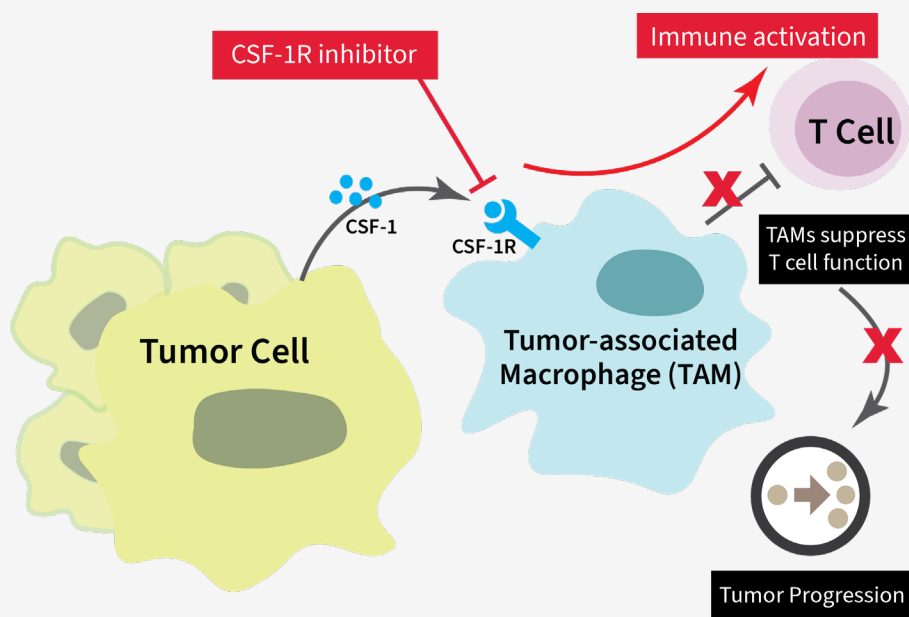 CSF-1R inhibitor
Immune activation
T Cell
CSF-1
CSF-1R
TAMs suppress
T cell function
Tumor Cell
Tumor-associated
Macrophage (TAM)
Tumor Progression